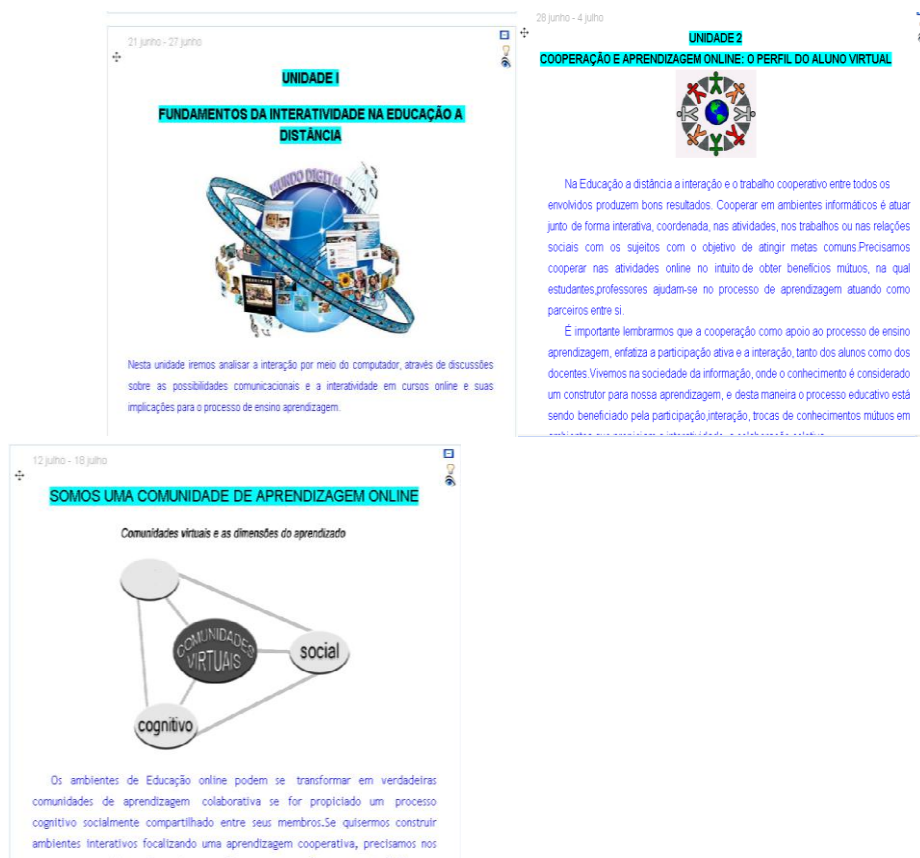 21 junho - 27 junho
UNIDADE I
FUNDAMENTOS DA INTERATIVIDADE NA EDUCAÇÃO A
DISTÂNCIA
MUNDO DIGITAL
Nesta unidade iremos analisar a interação por meio do computador, através de discussões
sobre as possibilidades comunicacionais e a interatividade em cursos online e suas
implicações para o processo de ensino aprendizagem.
28 junho - 4 julho
UNIDADE 2
COOPERAÇÃO E APRENDIZAGEM ONLINE: O PERFIL DO ALUNO VIRTUAL
Na Educação a distância a interação e o trabalho cooperativo entre todos os
envolvidos produzem bons resultados. Cooperar em ambientes informáticos é atuar
junto de forma interativa, coordenada, nas atividades, nos trabalhos ou nas relações
sociais com os sujeitos com o objetivo de atingir metas comuns.Precisamos
cooperar nas atividades online no intuito de obter benefícios mútuos, na qual
estudantes,professores ajudam-se no processo de aprendizagem atuando como
parceiros entre si.
É importante lembrarmos que a cooperação como apoio ao processo de ensino
aprendizagem, enfatiza a participação ativa e a interação, tanto dos alunos como dos
docentes.Vivemos na sociedade da informação, onde o conhecimento é considerado
um construtor para nossa aprendizagem, e desta maneira o processo educativo está
sendo beneficiado pela participação,interação, trocas de conhecimentos mútuos em
12 julho - 18 julho
SOMOS UMA COMUNIDADE DE APRENDIZAGEM ONLINE
Comunidades virtuais e as dimensões do aprendizado
COMUNIDADES
VIRTUAIS
social
cognitivo
Os ambientes de Educação online podem se transformar em verdadeiras
comunidades de aprendizagem colaborativa se for propiciado um processo
cognitivo socialmente compartilhado entre seus membros.Se quisermos construir
ambientes interativos focalizando uma aprendizagem cooperativa, precisamos nos